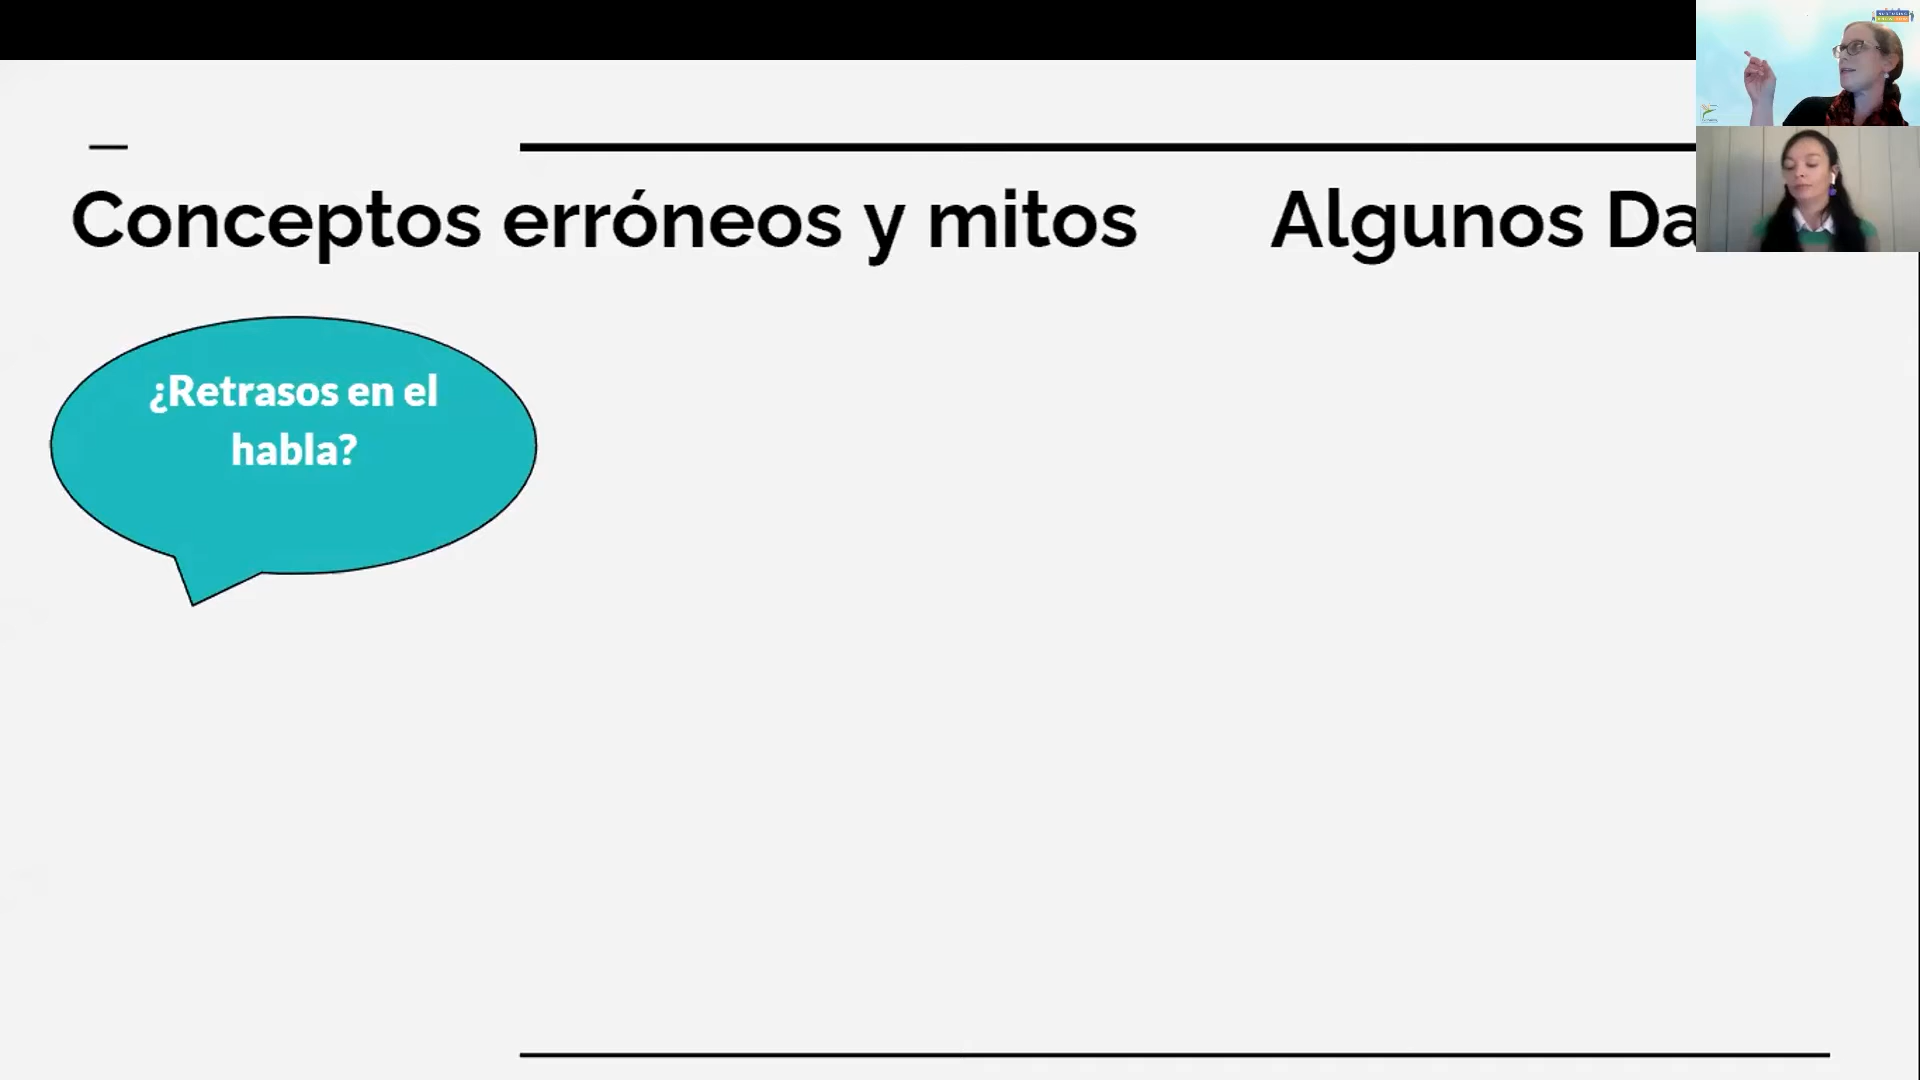 Conceptos erróneos y mitos
Algunos Da
¿Retrasos en el
habla?